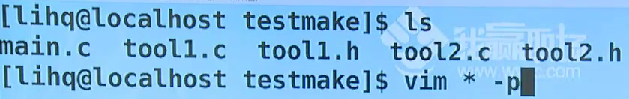 [lihq@localhost testmake]$ ls
main.c  tool1.c  tool1.h  tool2.c  tool2.h
[lihq@localhost testmake]$ vim * -p